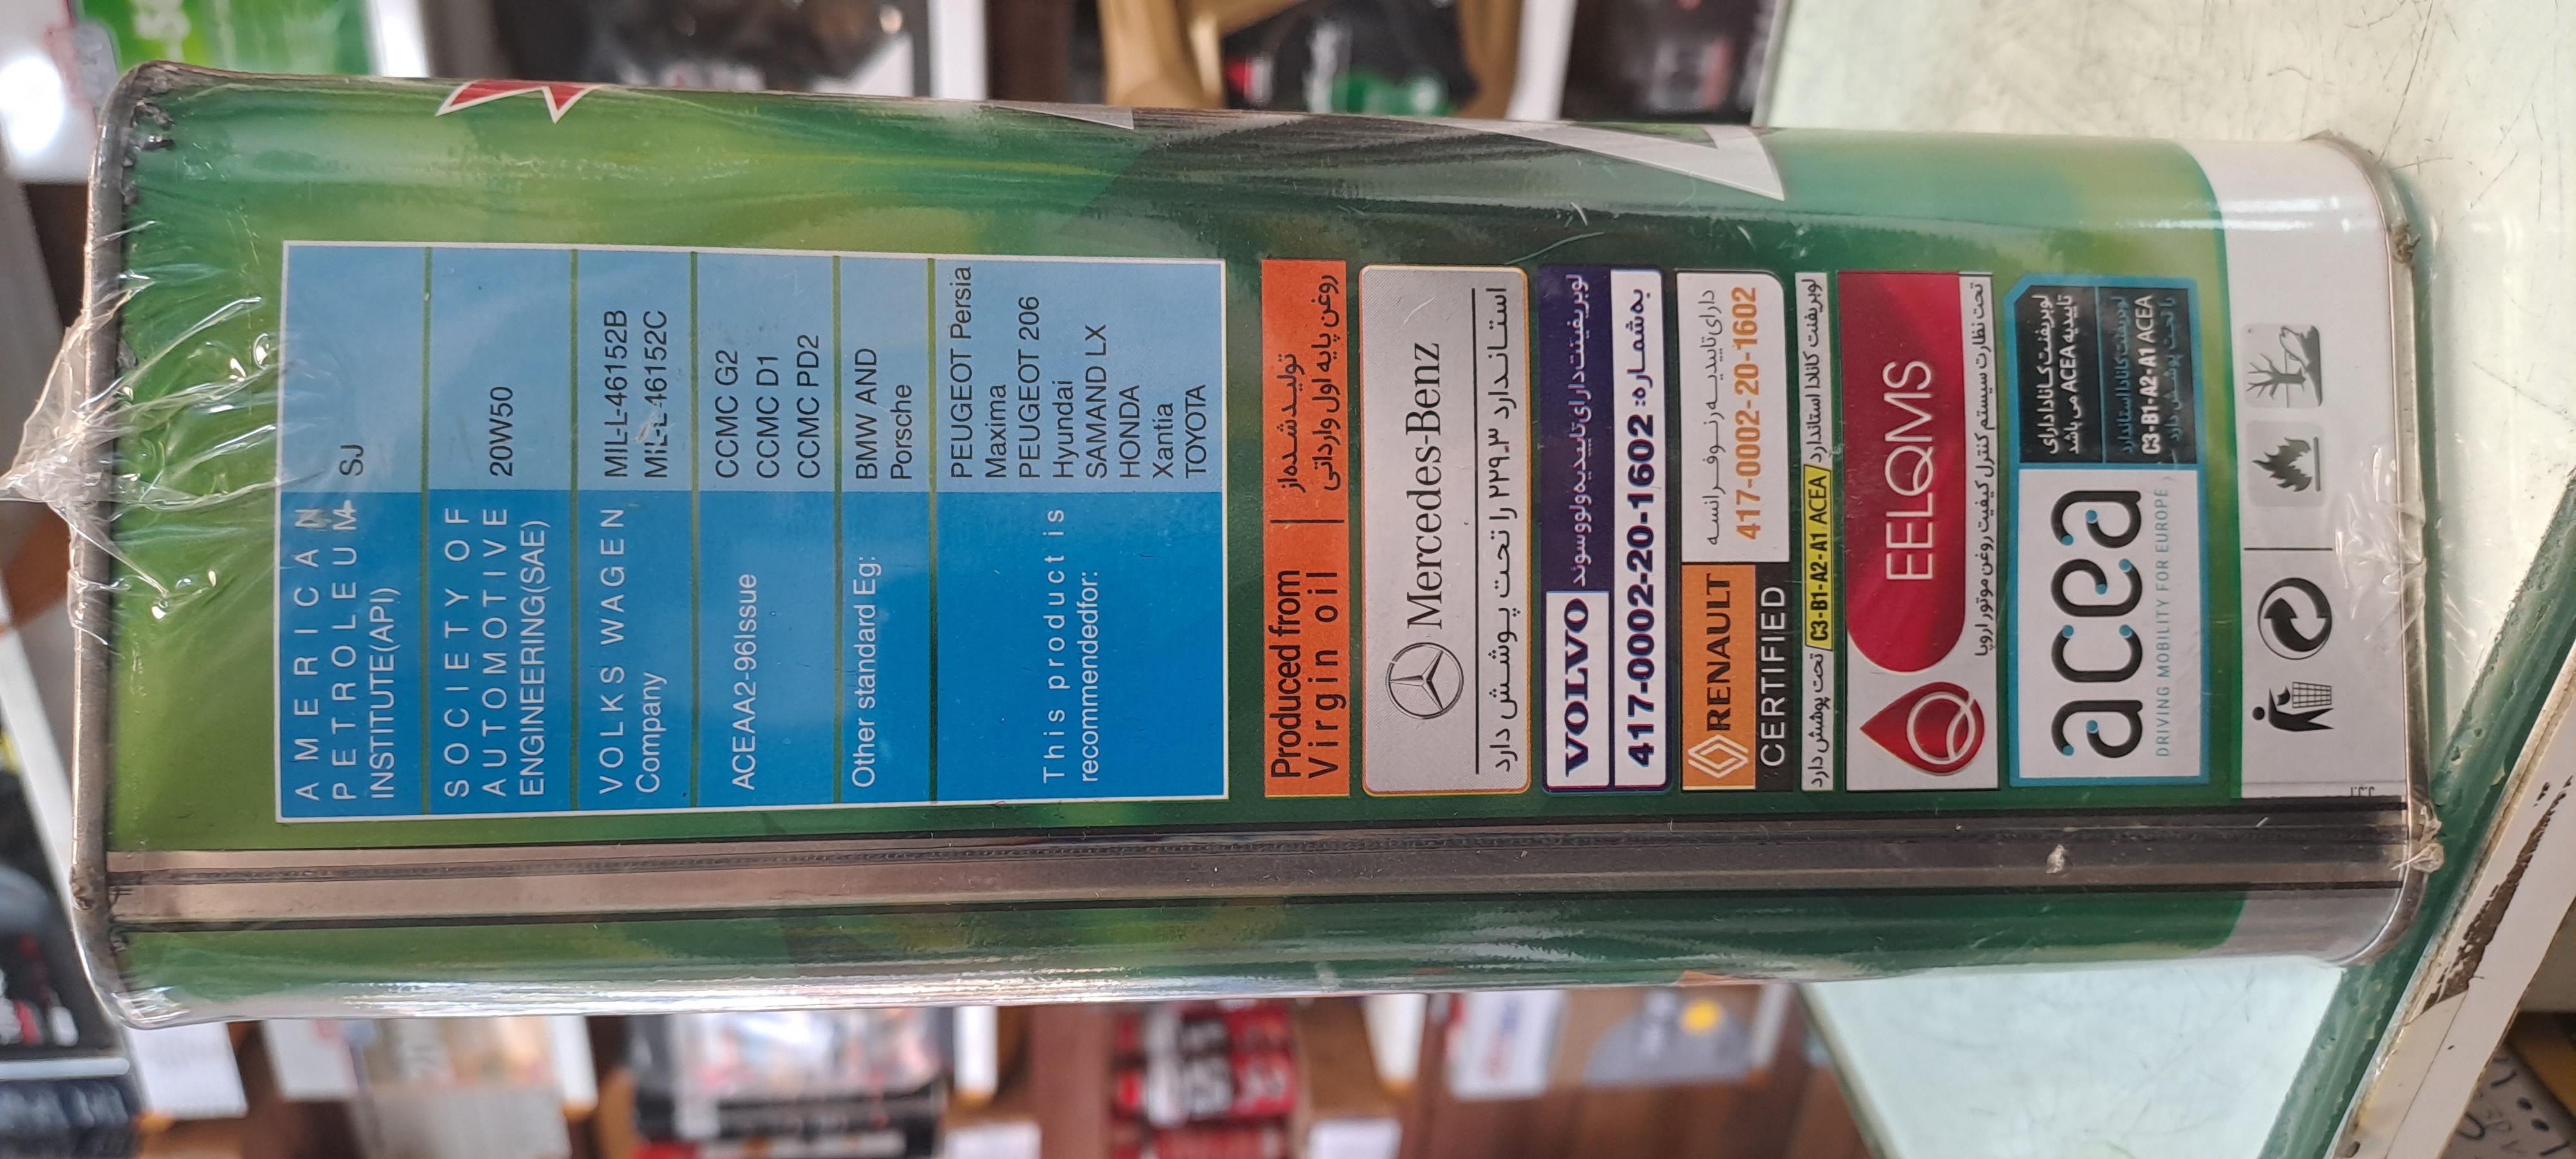 AMERICAN
PETROLEUM
INSTITUTE(API)
SJ
SOCIETY OF
AUTOMOTIVE
ENGINEERING(SAE)
20W50
VOLKS WAGEN
Company
MIL-L-46152B
MIL-L-46152C
ACEAA2-96Issue
CCMC G2
CCMC D1
CCMC PD2
Other standard Eg:
BMW AND
Porsche
This product is
recommendedfor:
PEUGEOT Persia
Maxima
PEUGEOT 206
Hyundai
SAMAND LX
HONDA
Xantia
TOYOTA
Produced from
Virgin oil
تولیدشده از
روغن پایه اول وارداتی
Mercedes-Benz
استاندارد ۲۲۹.۳ را تحت پوشش دارد
VOLVO
لوبریفینت دارای تاییدیه ولوو سوئد
به‌شماره: 417-0002-20-1602
RENAULT
CERTIFIED
دارای تاییدیه رنو فرانسه
417-0002-20-1602
لوبریفنت کانادا استاندارد C3-B1-A2-A1 ACEA تحت پوشش دارد
EELQMS
تحت نظارت سیستم کنترل کیفیت روغن موتور اروپا
acea
DRIVING MOBILITY FOR EUROPE
لوبریفنت کانادا دارای
تاییدیه ACEA می باشد
لوبریفنت کانادا استاندارد
C3-B1-A2-A1 ACEA
را تحت پوشش دارد